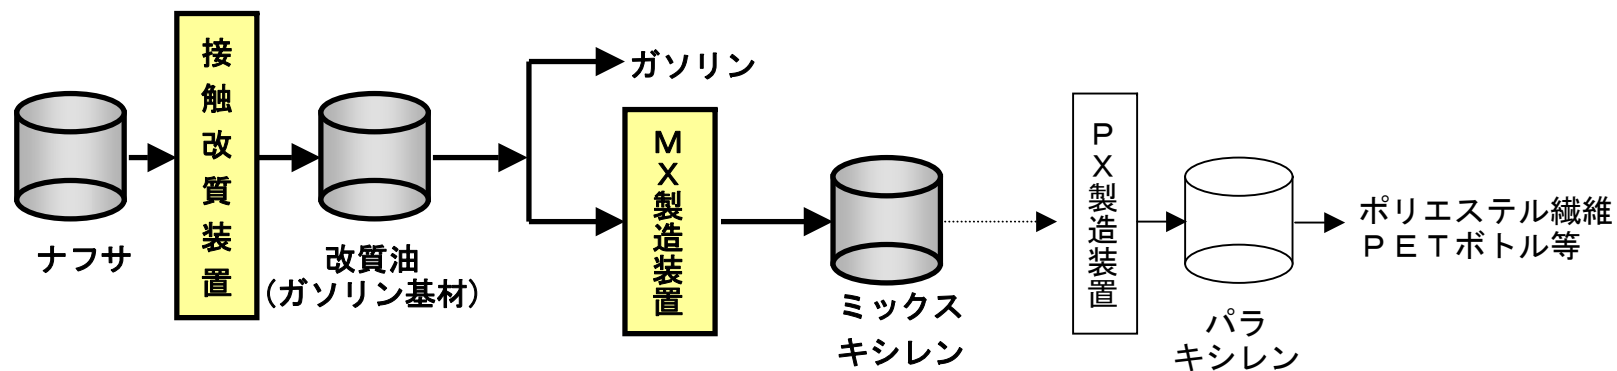 接触改質装置
ガソリン
MX製造装置
PX製造装置
ナフサ
改質油
(ガソリン基材)
ミックス
キシレン
パラ
キシレン
ポリエステル繊維
PETボトル等